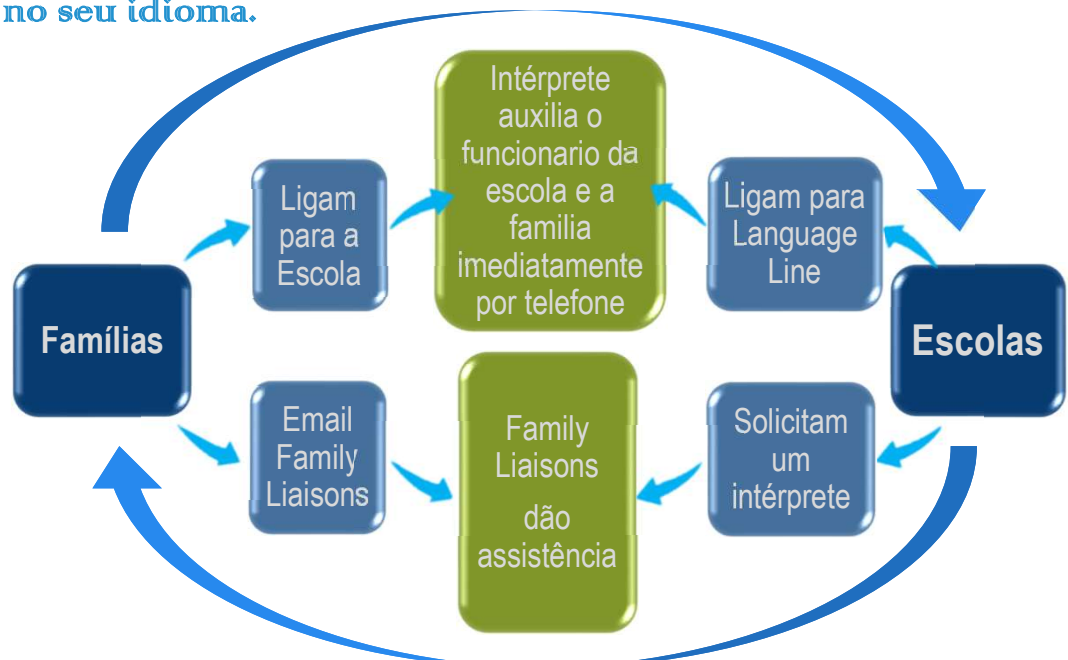 no seu idioma.
Intérprete
auxilia o
funcionario da
escola e a
familia
imediatamente
por telefone
Ligam
para a
Escola
Ligam para
Language
Line
Famílias
Escolas
Email
Family
Liaisons
Family
Liaisons
dão
assistência
Solicitam
um
intérprete